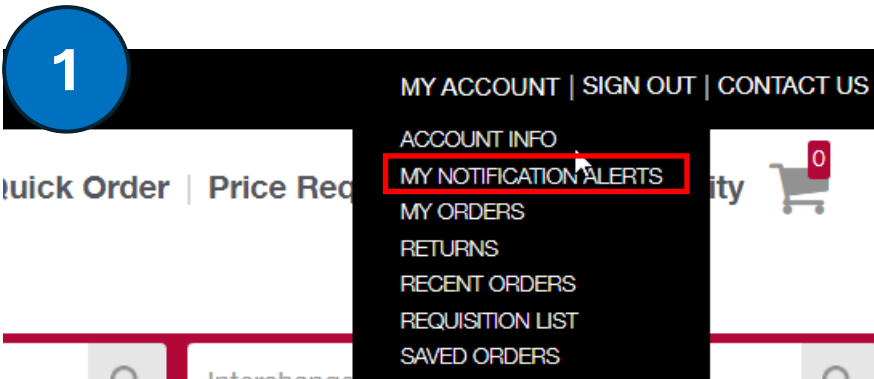 1
MY ACCOUNT | SIGN OUT | CONTACT US
ACCOUNT INFO
uick Order | Price Req
MY NOTIFICATION ALERTS
ity
0
MY ORDERS
RETURNS
RECENT ORDERS
REQUISITION LIST
SAVED ORDERS